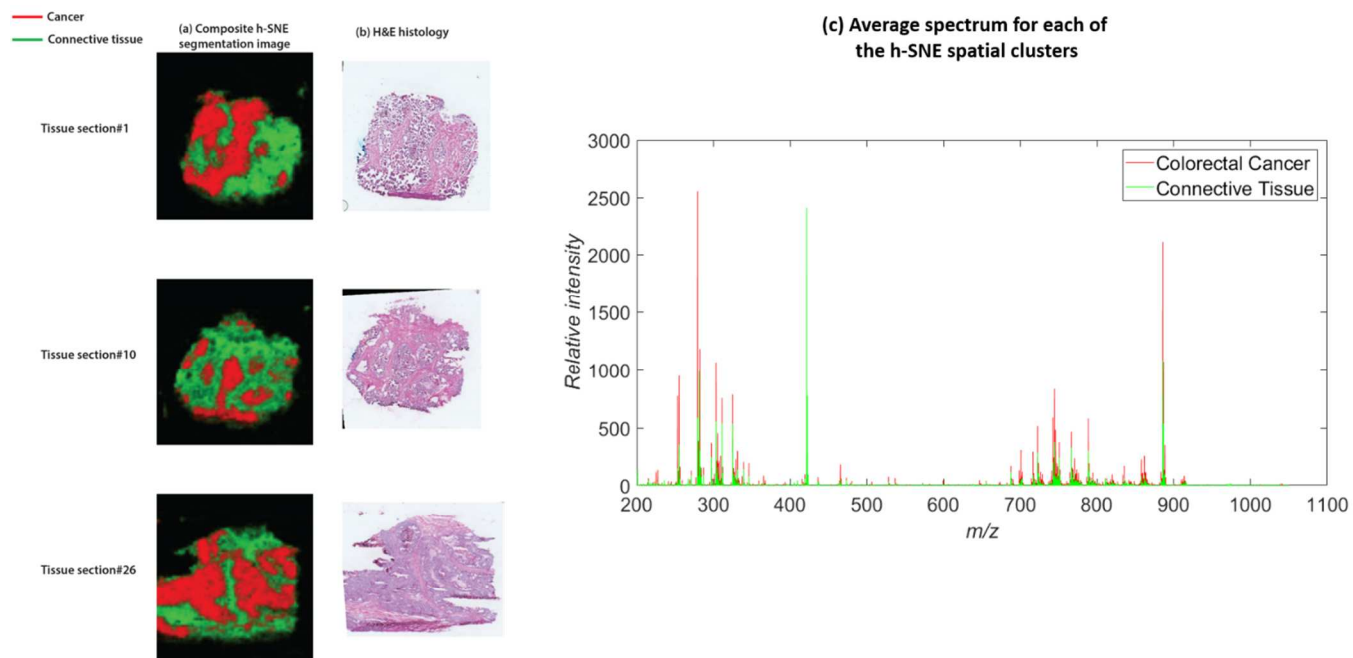 Cancer
Connective tissue
(a) Composite h-SNE
segmentation image
(b) H&E histology
Tissue section#1
Tissue section#10
Tissue section#26
(c) Average spectrum for each of
the h-SNE spatial clusters
Colorectal Cancer
Connective Tissue
Relative intensity
3000
2500
2000
1500
1000
500
0
200
300
400
500
600
700
800
900
1000
1100
m/z